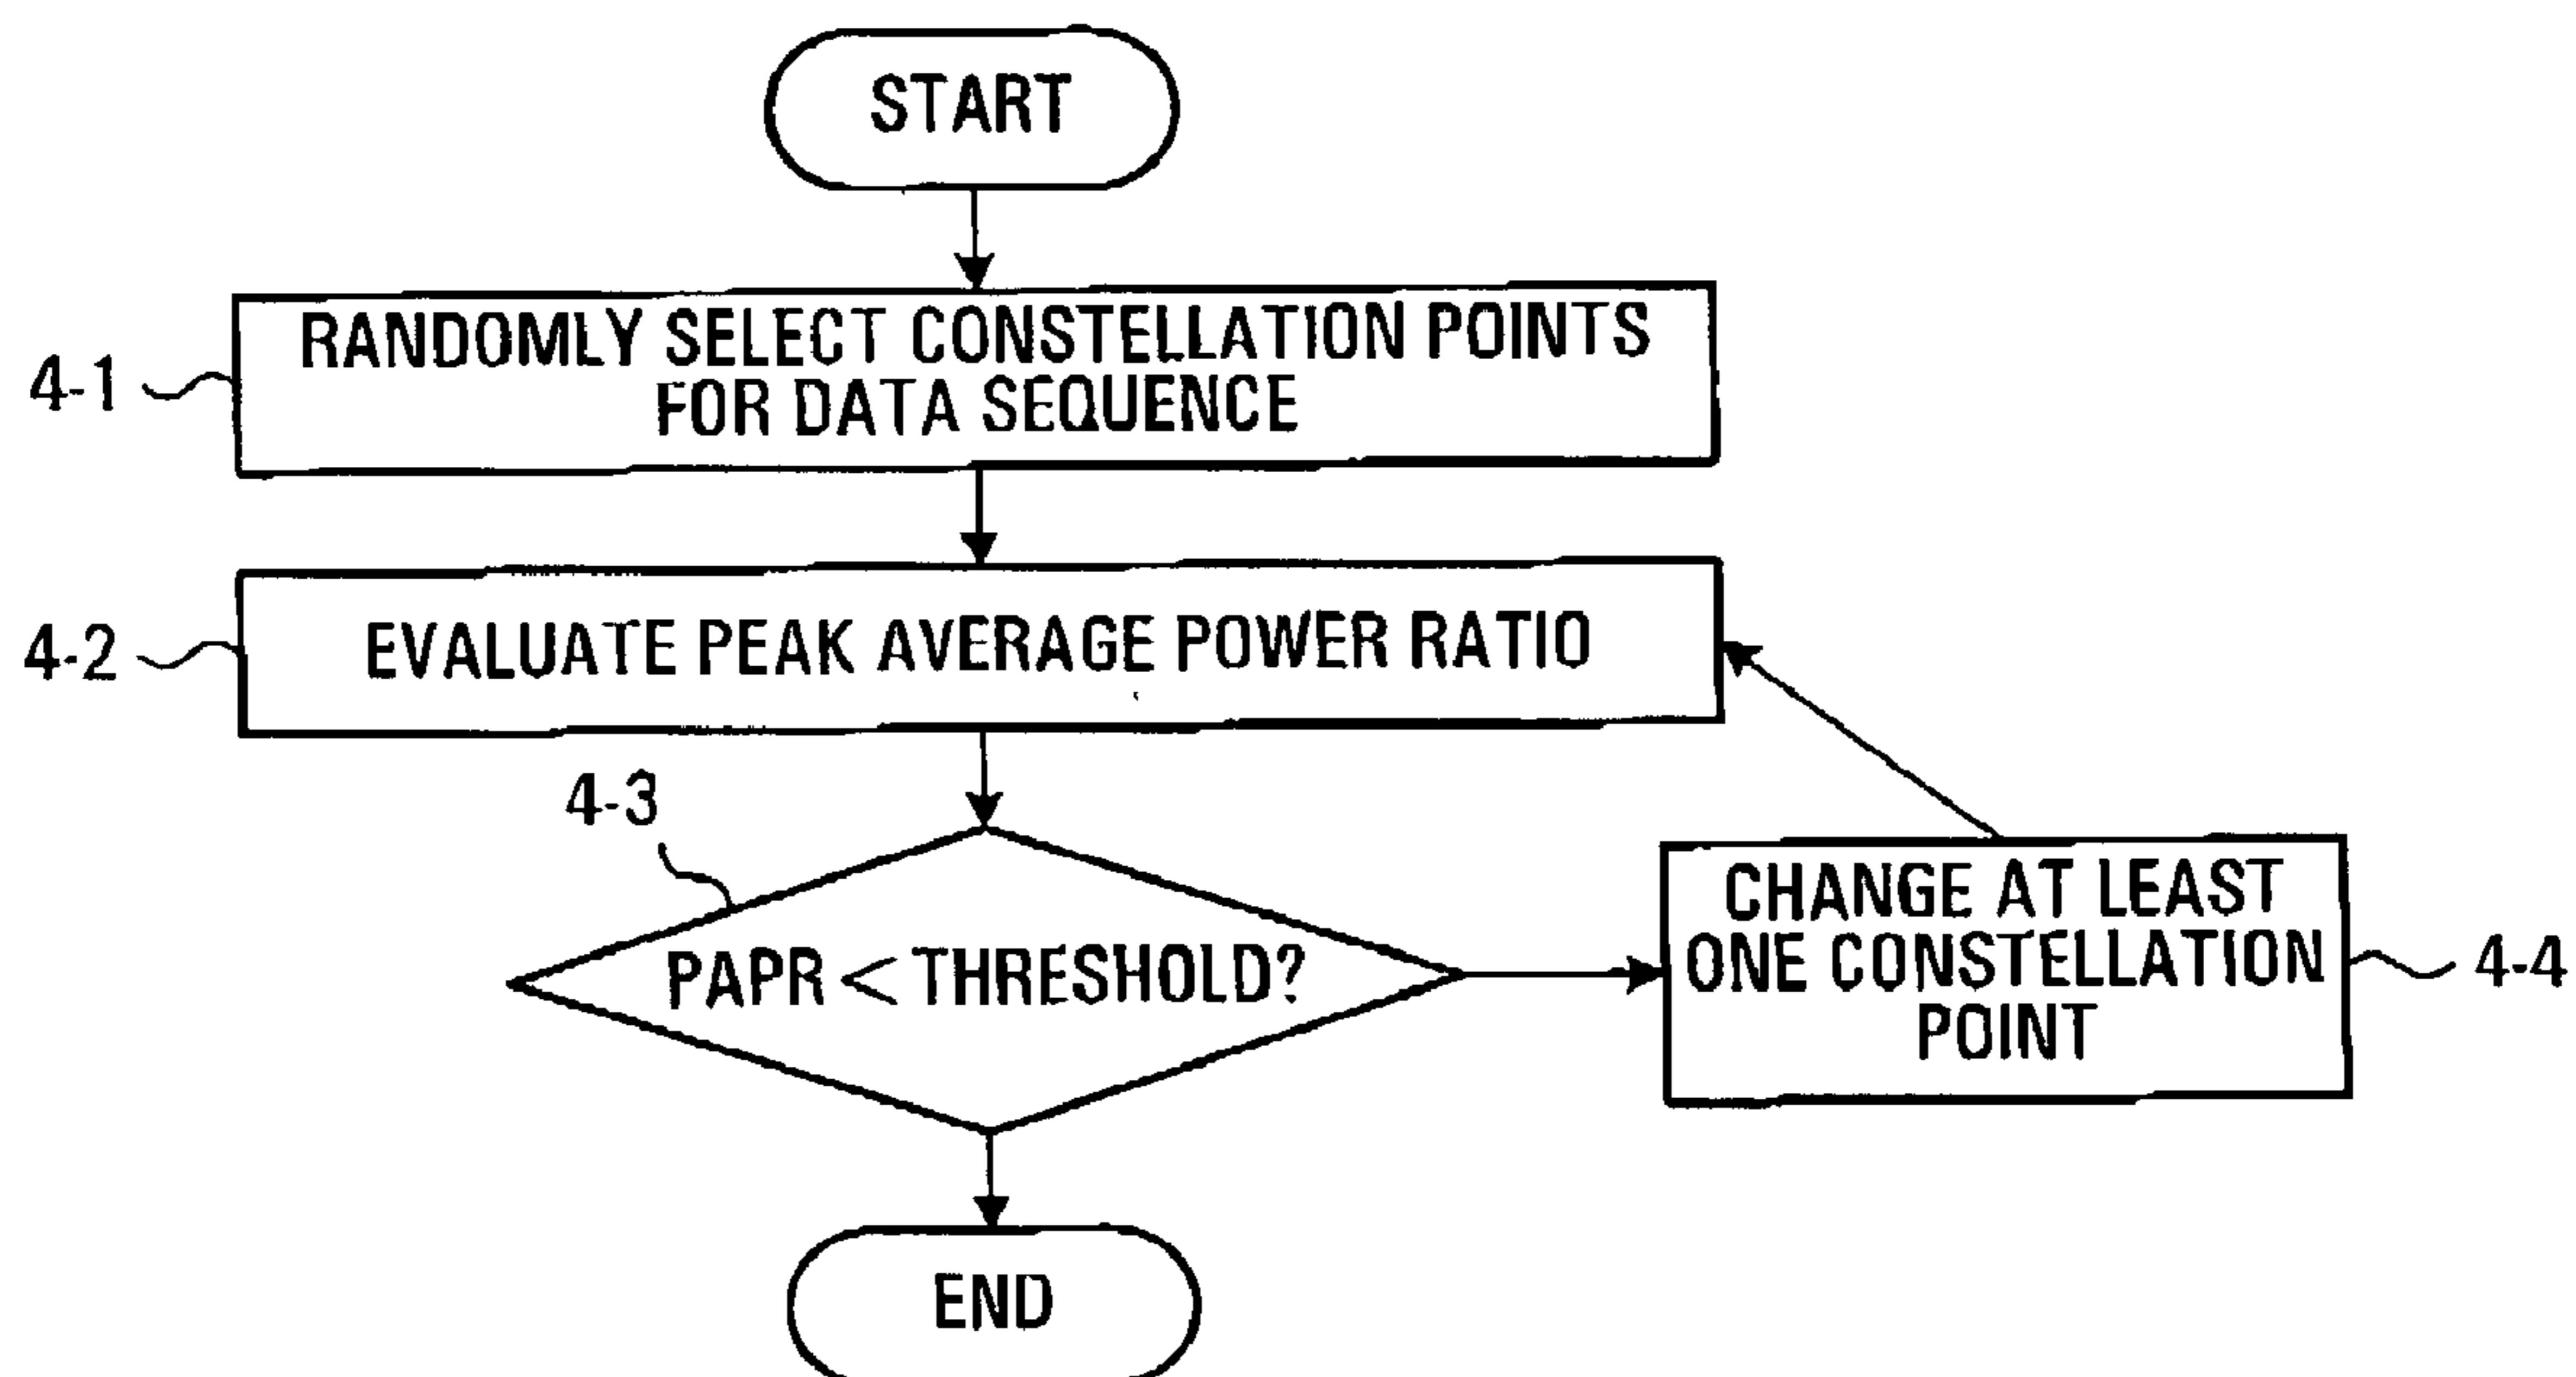 START
4-1
RANDOMLY SELECT CONSTELLATION POINTS
FOR DATA SEQUENCE
4-2
EVALUATE PEAK AVERAGE POWER RATIO
4-3
PAPR < THRESHOLD?
CHANGE AT LEAST
ONE CONSTELLATION
POINT
4-4
END